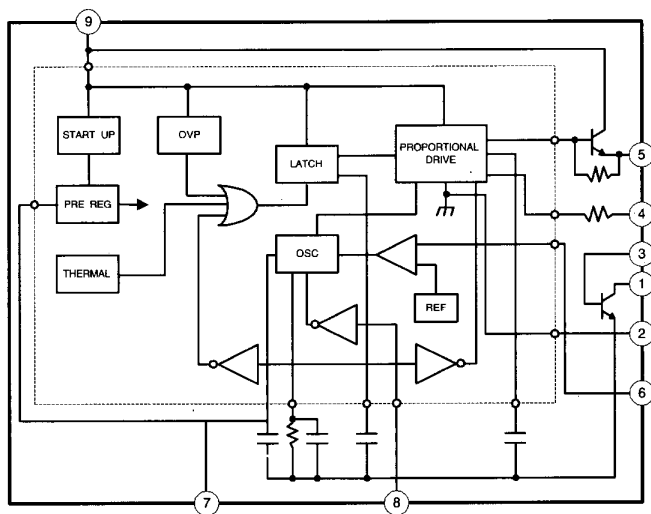 9
START UP
OVP
LATCH
PROPORTIONAL
DRIVE
5
PRE REG
4
THERMAL
OSC
REF
3
1
2
6
7
8